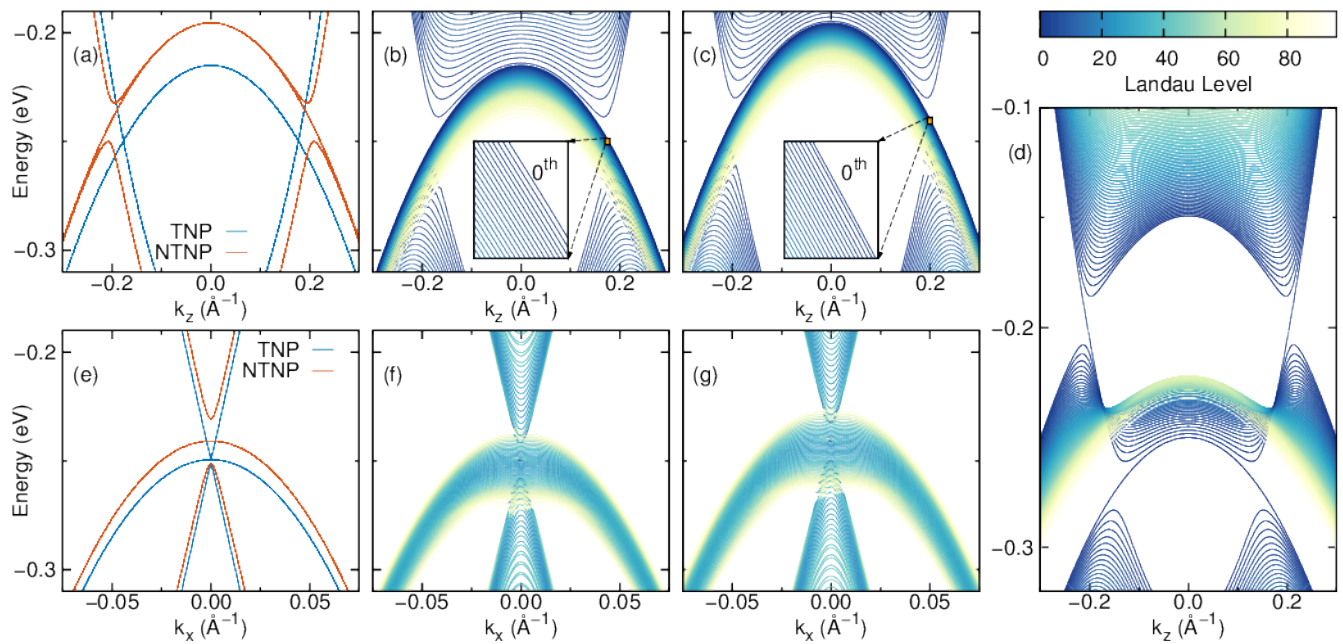 −0.2
−0.3
Energy (eV)
(a)
TNP
NTNP
−0.2
0.0
0.2
k_z (Å⁻¹)
(b)
0th
−0.2
0.0
0.2
k_z (Å⁻¹)
(c)
0th
−0.2
0.0
0.2
k_z (Å⁻¹)
0
20
40
60
80
Landau Level
−0.1
−0.2
−0.3
(d)
−0.2
0.0
0.2
k_z (Å⁻¹)
−0.2
−0.3
Energy (eV)
(e)
TNP
NTNP
−0.05
0.00
0.05
k_x (Å⁻¹)
(f)
−0.05
0.00
0.05
k_x (Å⁻¹)
(g)
−0.05
0.00
0.05
k_x (Å⁻¹)